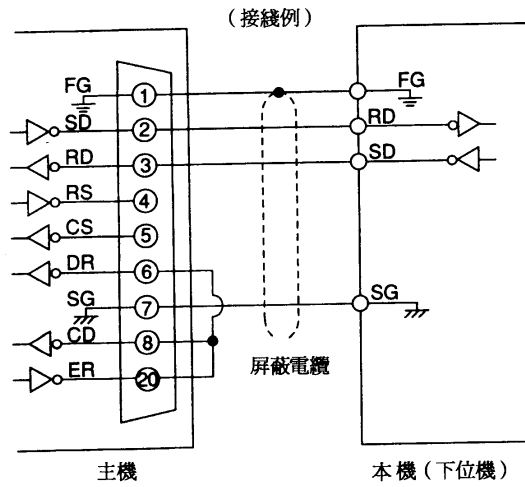 (接綫例)
FG ① FG
SD ② RD
RD ③ SD
RS ④
CS ⑤
DR ⑥
SG ⑦ SG
CD ⑧
ER ⑳
屏蔽電纜
主機 本機(下位機)